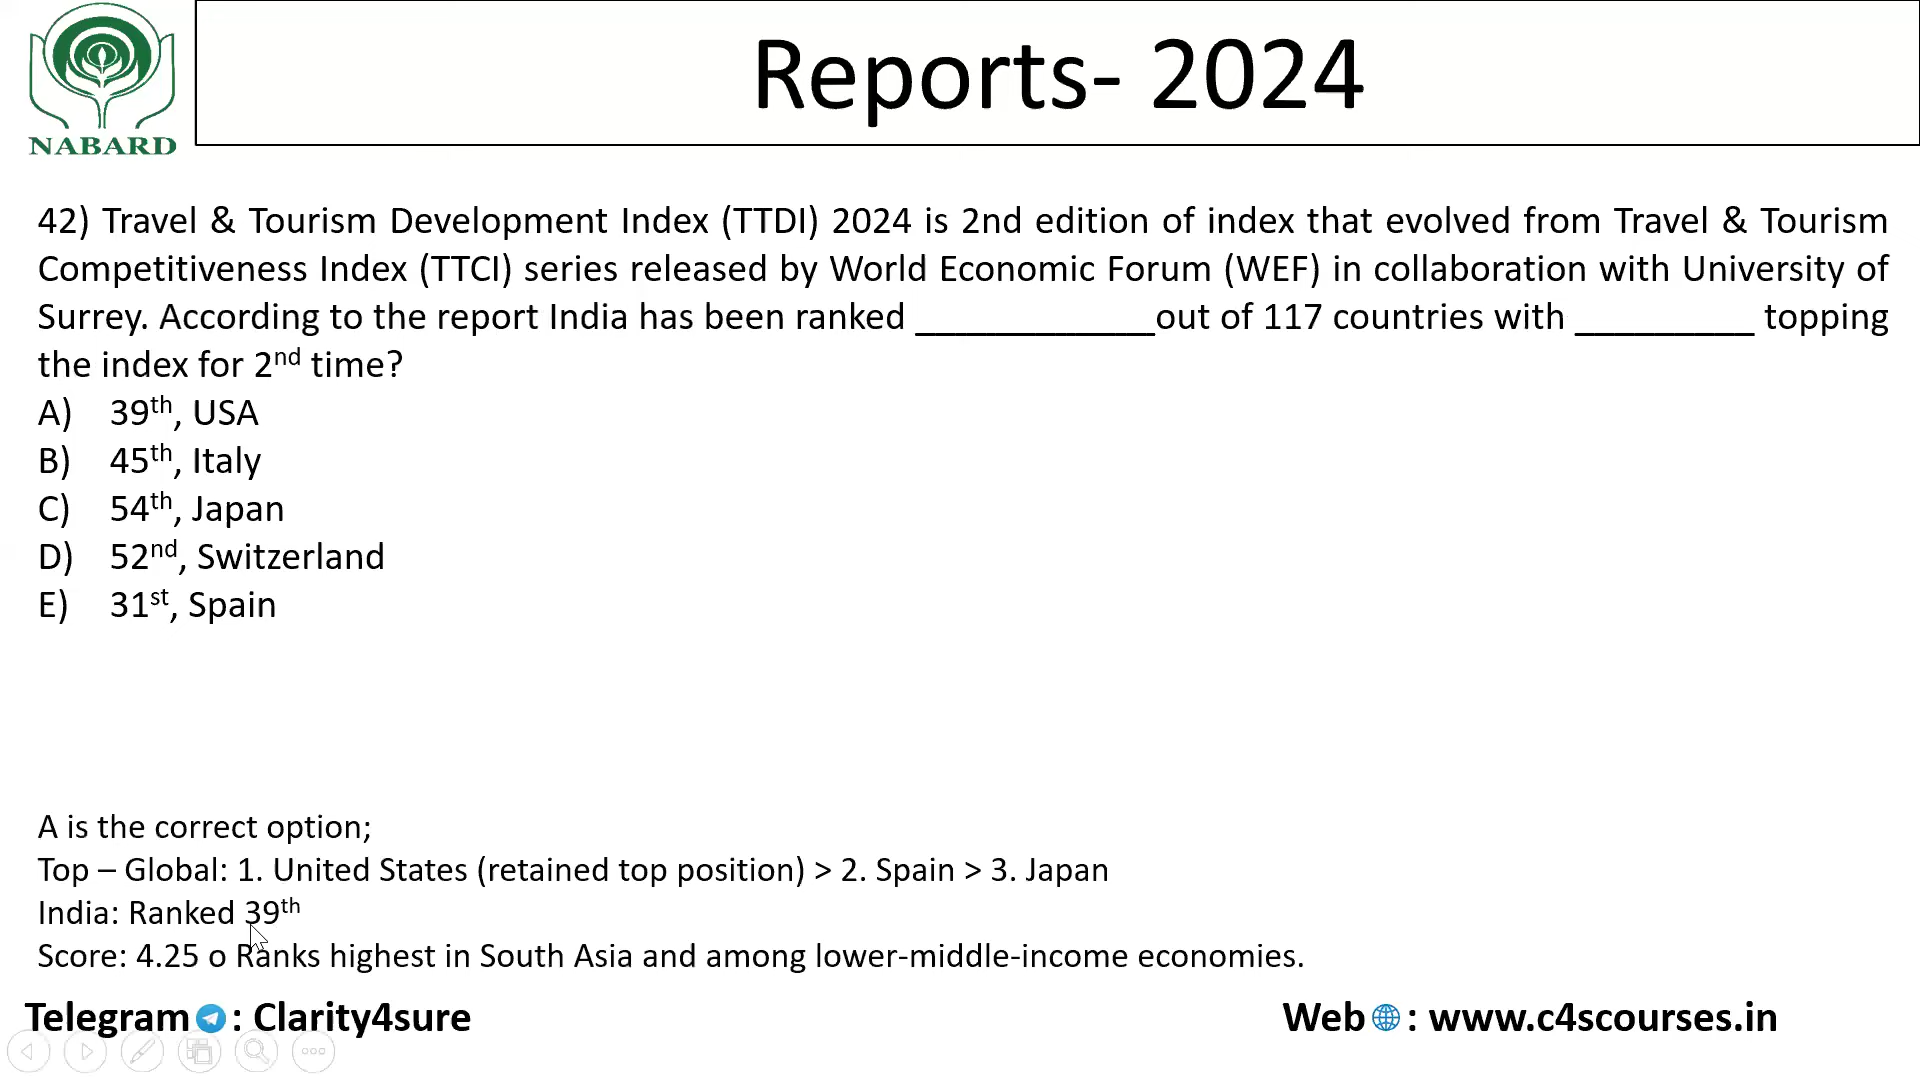 NABARD
Reports- 2024
42) Travel & Tourism Development Index (TTDI) 2024 is 2nd edition of index that evolved from Travel & Tourism
Competitiveness Index (TTCI) series released by World Economic Forum (WEF) in collaboration with University of
Surrey. According to the report India has been ranked ____________out of 117 countries with _________ topping
the index for 2nd time?
A) 39th, USA
B) 45th, Italy
C) 54th, Japan
D) 52nd, Switzerland
E) 31st, Spain
A is the correct option;
Top – Global: 1. United States (retained top position) > 2. Spain > 3. Japan
India: Ranked 39th
Score: 4.25 o Ranks highest in South Asia and among lower-middle-income economies.
Telegram : Clarity4sure
Web : www.c4scourses.in